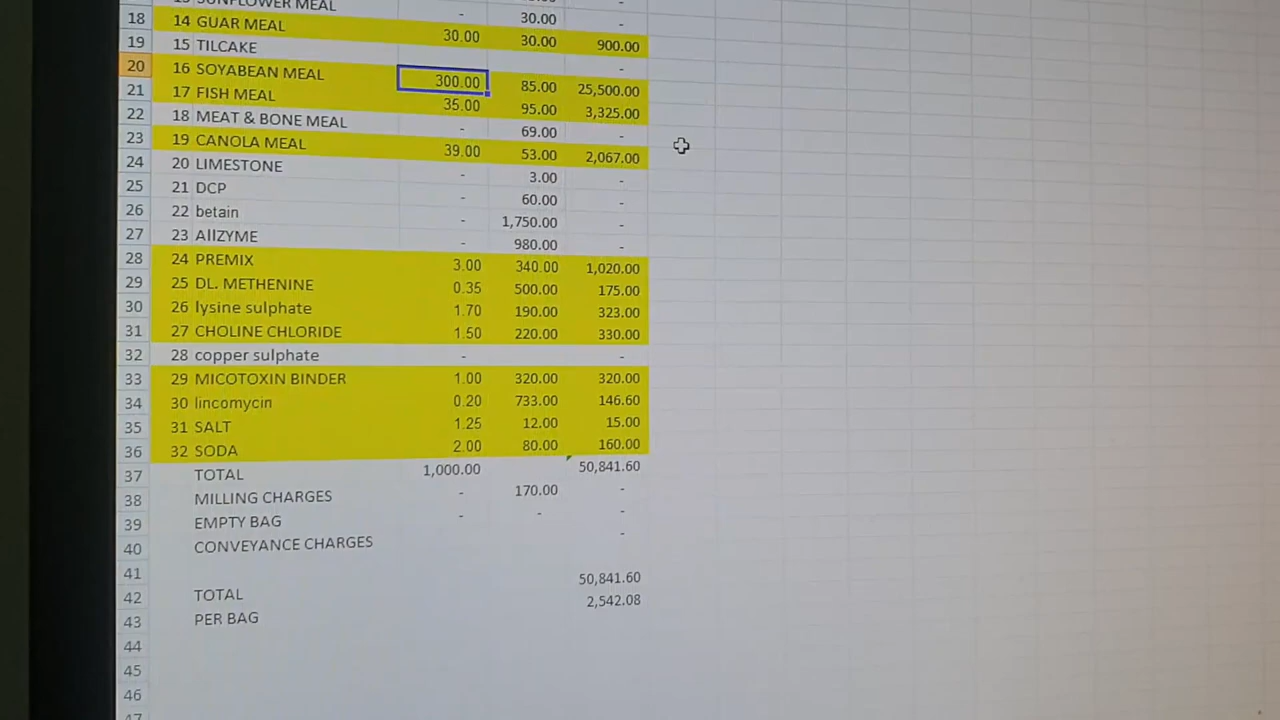 13 SUNFLOWER MEAL - -
18 14 GUAR MEAL 30.00 30.00 900.00
19 15 TILCAKE -
20 16 SOYABEAN MEAL 300.00 85.00 25,500.00
21 17 FISH MEAL 35.00 95.00 3,325.00
22 18 MEAT & BONE MEAL - 69.00 -
23 19 CANOLA MEAL 39.00 53.00 2,067.00
24 20 LIMESTONE - 3.00 -
25 21 DCP - 60.00 -
26 22 betain - 1,750.00 -
27 23 AllZYME - 980.00 -
28 24 PREMIX 3.00 340.00 1,020.00
29 25 DL. METHENINE 0.35 500.00 175.00
30 26 lysine sulphate 1.70 190.00 323.00
31 27 CHOLINE CHLORIDE 1.50 220.00 330.00
32 28 copper sulphate - -
33 29 MICOTOXIN BINDER 1.00 320.00 320.00
34 30 lincomycin 0.20 733.00 146.60
35 31 SALT 1.25 12.00 15.00
36 32 SODA 2.00 80.00 160.00
37 TOTAL 1,000.00 50,841.60
38 MILLING CHARGES - 170.00 -
39 EMPTY BAG - - -
40 CONVEYANCE CHARGES -
41
42 TOTAL 50,841.60
43 PER BAG 2,542.08
44
45
46
47